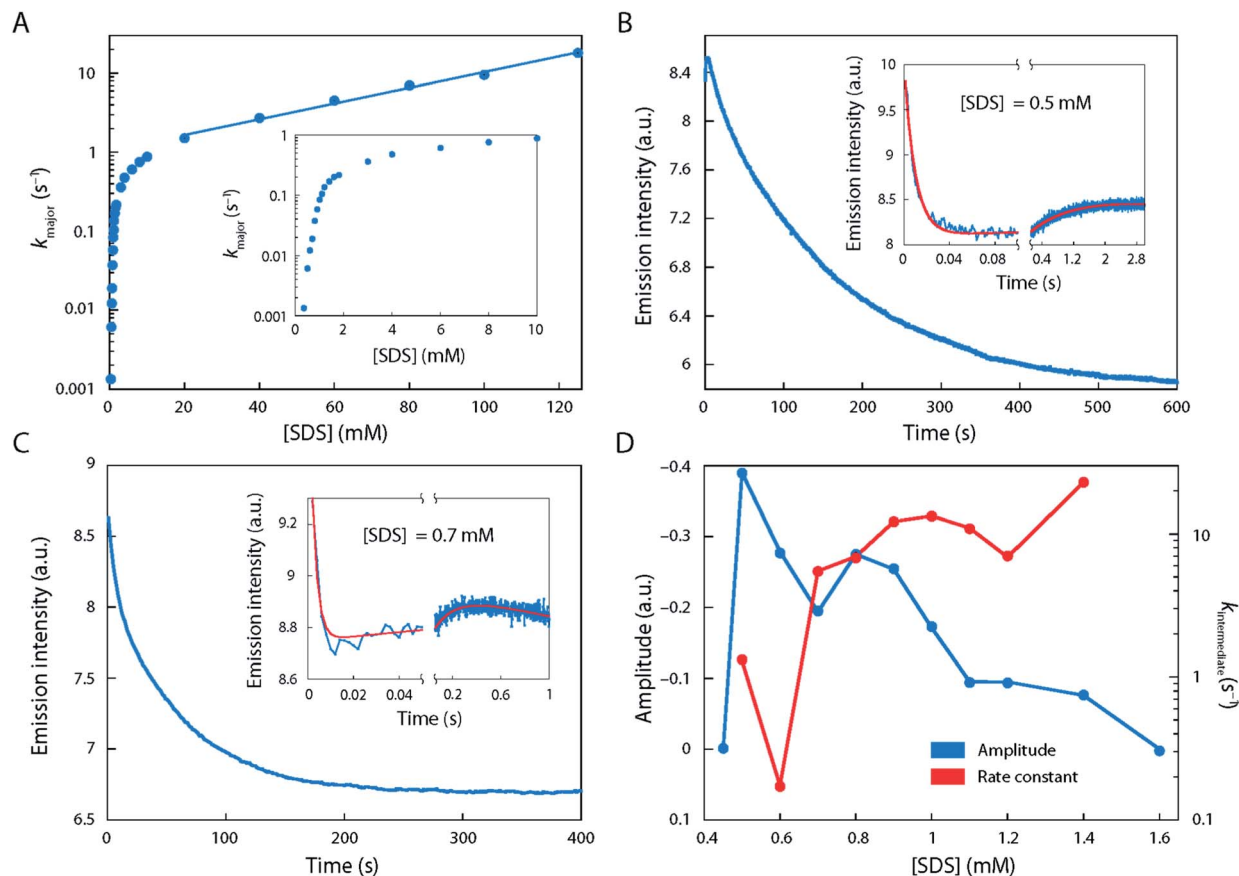 A
10
1
0.1
0.01
0.001
k major (s⁻¹)
0 20 40 60 80 100 120
[SDS] (mM)
1
0.1
0.01
0.001
k major (s⁻¹)
0 2 4 6 8 10
[SDS] (mM)
B
8.4
8
7.6
7.2
6.8
6.4
6
Emission intensity (a.u.)
0 100 200 300 400 500 600
Time (s)
10
9.5
9
8.5
8
Emission intensity (a.u.)
[SDS] = 0.5 mM
0 0.04 0.08 0.4 1.2 2.8
Time (s)
C
9
8.5
8
7.5
7
6.5
Emission intensity (a.u.)
0 100 200 300 400
Time (s)
9.2
9
8.8
8.6
Emission intensity (a.u.)
[SDS] = 0.7 mM
0 0.02 0.04 0.2 0.6 1
Time (s)
D
−0.4
−0.3
−0.2
−0.1
0
0.1
Amplitude (a.u.)
10
1
0.1
k intermediate (s⁻¹)
Amplitude
Rate constant
0.4 0.6 0.8 1 1.2 1.4 1.6
[SDS] (mM)